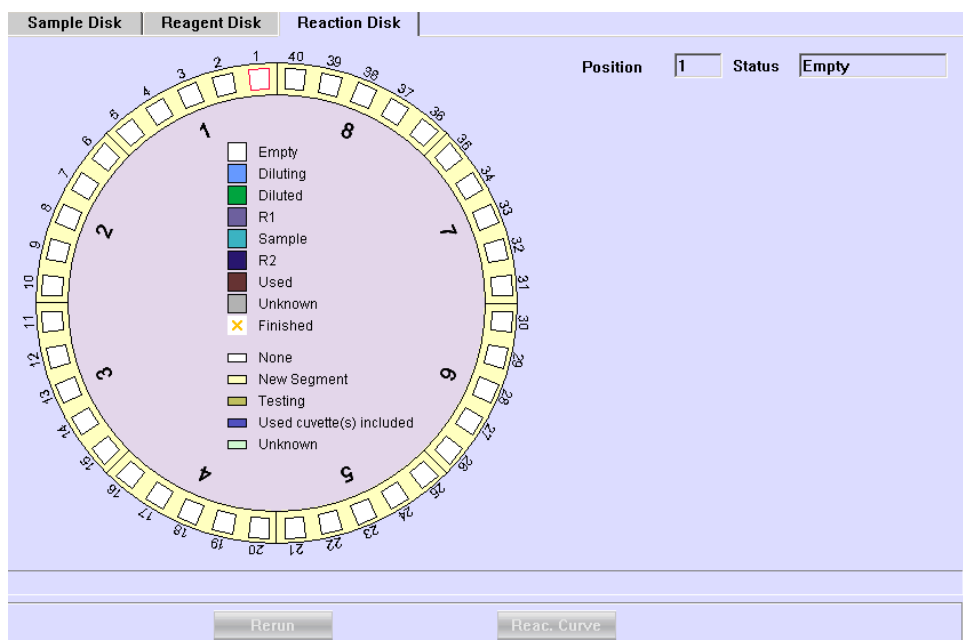 Sample Disk
Reagent Disk
Reaction Disk
Position 1 Status Empty
1
2
3
4
5
6
7
8
9
10
11
12
13
14
15
16
17
18
19
20
21
22
23
24
25
26
27
28
29
30
31
32
33
34
35
36
37
38
39
40
1
2
3
4
5
6
7
8
Empty
Diluting
Diluted
R1
Sample
R2
Used
Unknown
Finished
None
New Segment
Testing
Used cuvette(s) included
Unknown
Rerun
Reac. Curve